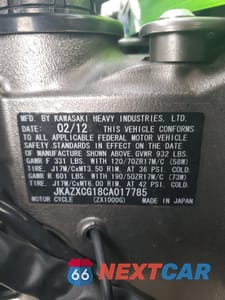 MFD. BY KAWASAKI HEAVY INDUSTRIES, LTD.
02/12 THIS VEHICLE CONFORMS
TO ALL APPLICABLE FEDERAL MOTOR VEHICLE
SAFETY STANDARDS IN EFFECT ON THE DATE
OF MANUFACTURE SHOWN ABOVE. GVWR 932 LBS.
GAWR F 331 LBS. WITH 120/70ZR17M/C (58W)
TIRE, J17M/CxMT3.50 RIM, AT 36 PSI. COLD
GAWR R 601 LBS. WITH 190/50ZR17M/C (73W)
TIRE, J17M/CxMT6.00 RIM, AT 42 PSI. COLD
JKAZXCG18CA017785
MOTOR CYCLE (ZX1000G) MADE IN JAPAN
66 NEXTCAR